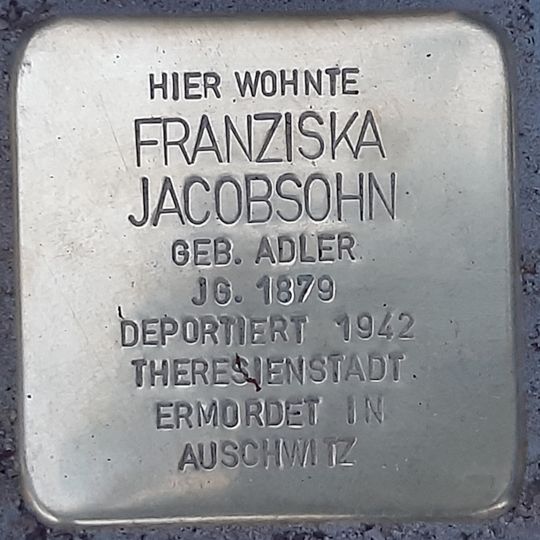 HIER WOHNTE
FRANZISKA
JACOBSOHN
GEB. ADLER
JG. 1879
DEPORTIERT 1942
THERESIENSTADT
ERMORDET IN
AUSCHWITZ